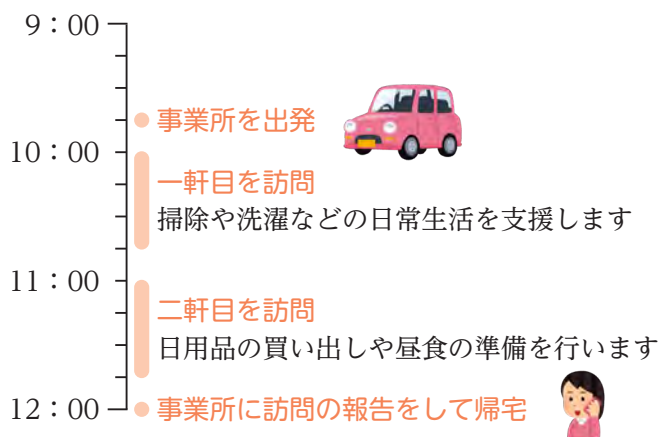 9：00
事業所を出発
10：00
一軒目を訪問
掃除や洗濯などの日常生活を支援します
11：00
二軒目を訪問
日用品の買い出しや昼食の準備を行います
12：00
事業所に訪問の報告をして帰宅